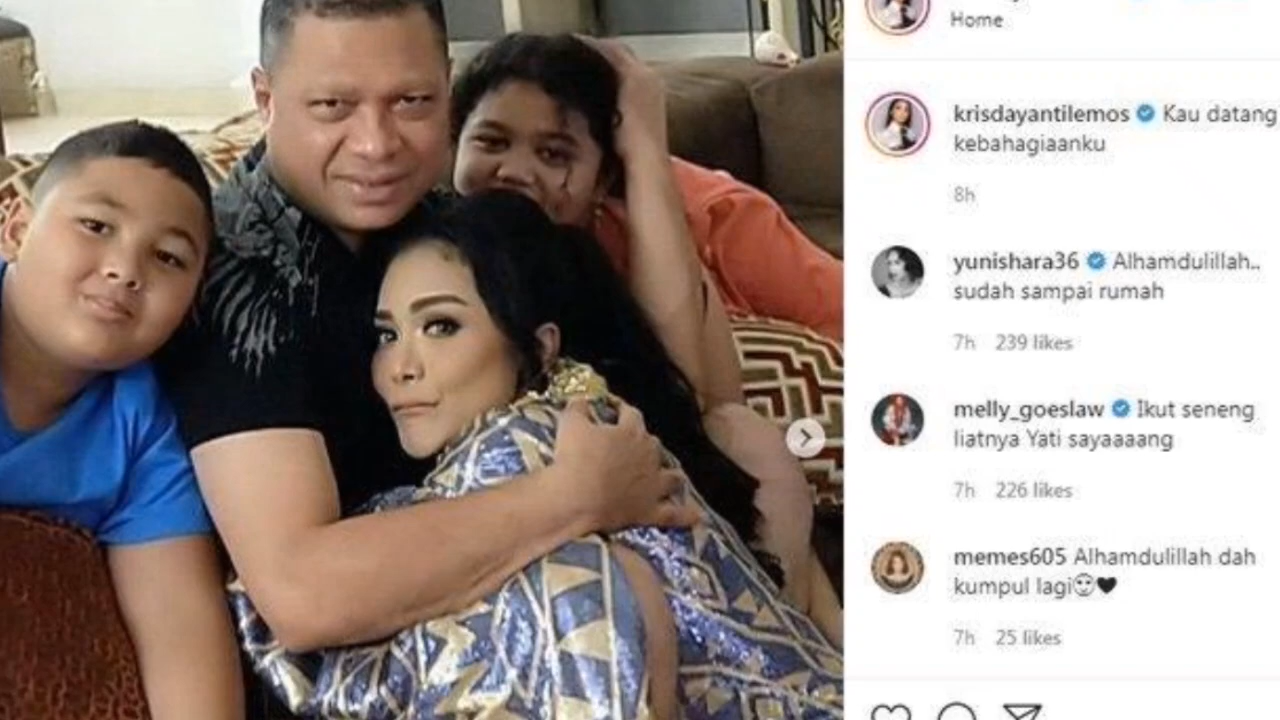 Home
krisdayantilemos Kau datang
kebahagiaanku
8h
yunishara36 Alhamdulillah..
sudah sampai rumah
7h 239 likes
melly_goeslaw Ikut seneng
liatnya Yati sayaaaang
7h 226 likes
memes605 Alhamdulillah dah
kumpul lagi🙄🖤
7h 25 likes